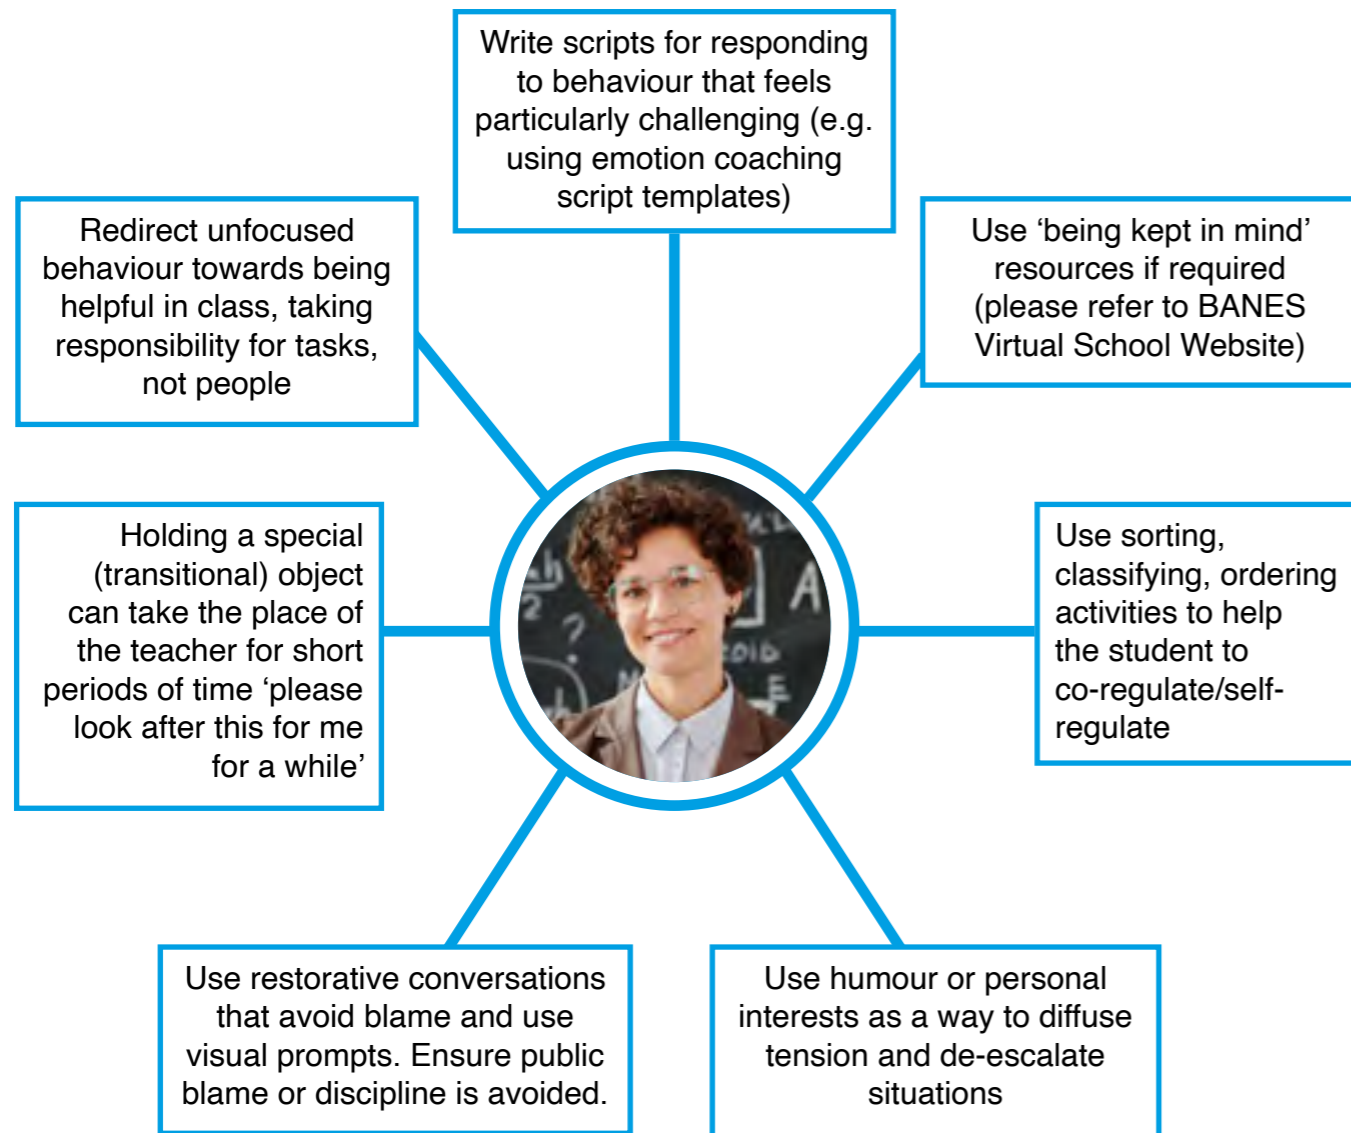 Write scripts for responding
to behaviour that feels
particularly challenging (e.g.
using emotion coaching
script templates)
Redirect unfocused
behaviour towards being
helpful in class, taking
responsibility for tasks,
not people
Use ‘being kept in mind’
resources if required
(please refer to BANES
Virtual School Website)
Holding a special
(transitional) object
can take the place of
the teacher for short
periods of time ‘please
look after this for me
for a while’
Use sorting,
classifying, ordering
activities to help
the student to
co-regulate/self-
regulate
Use restorative conversations
that avoid blame and use
visual prompts. Ensure public
blame or discipline is avoided.
Use humour or personal
interests as a way to diffuse
tension and de-escalate
situations